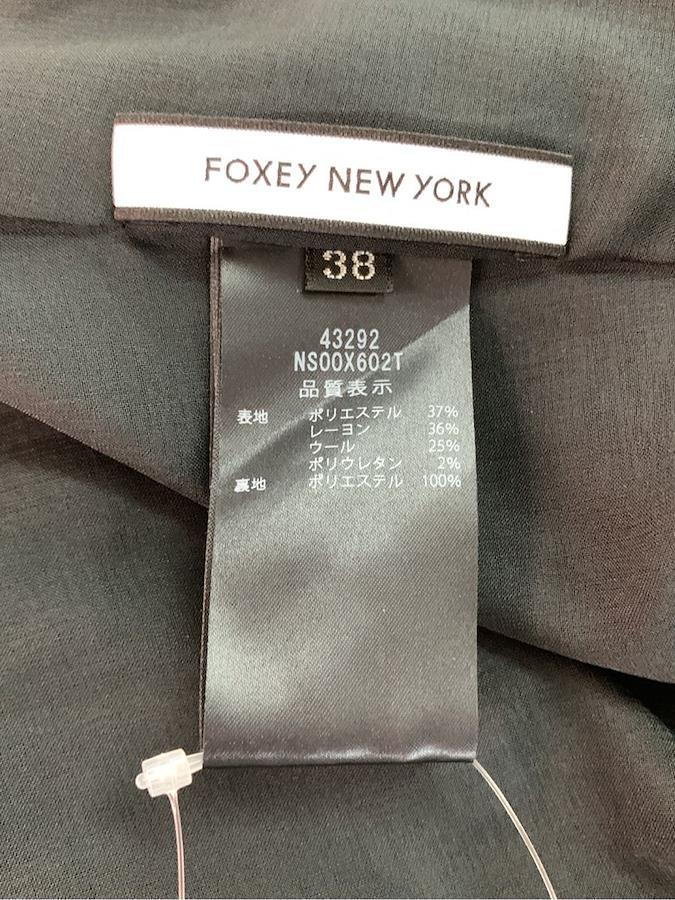 FOXEY NEW YORK
38
43292
NS00X602T
品質表示
表地 ポリエステル 37%
レーヨン 36%
ウール 25%
ポリウレタン 2%
裏地 ポリエステル 100%